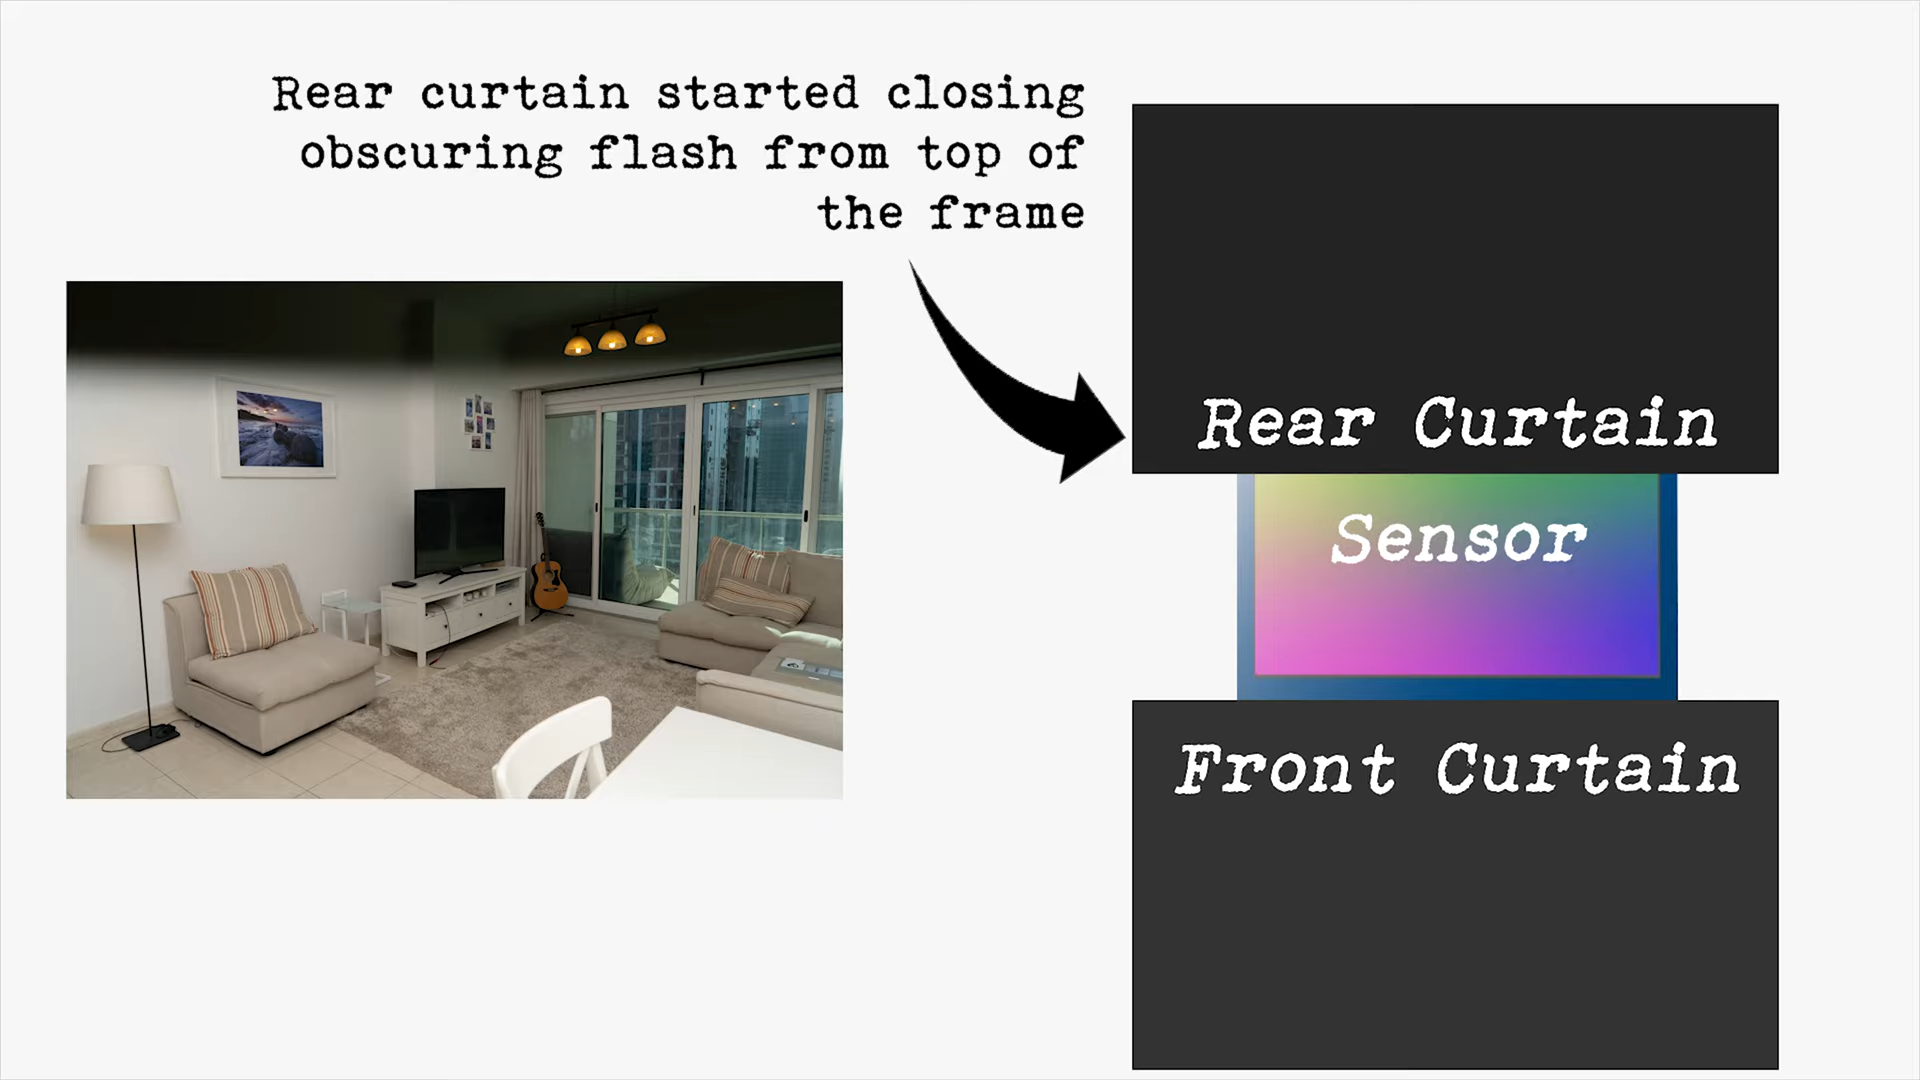 Rear curtain started closing
obscuring flash from top of
the frame
Rear Curtain
Sensor
Front Curtain